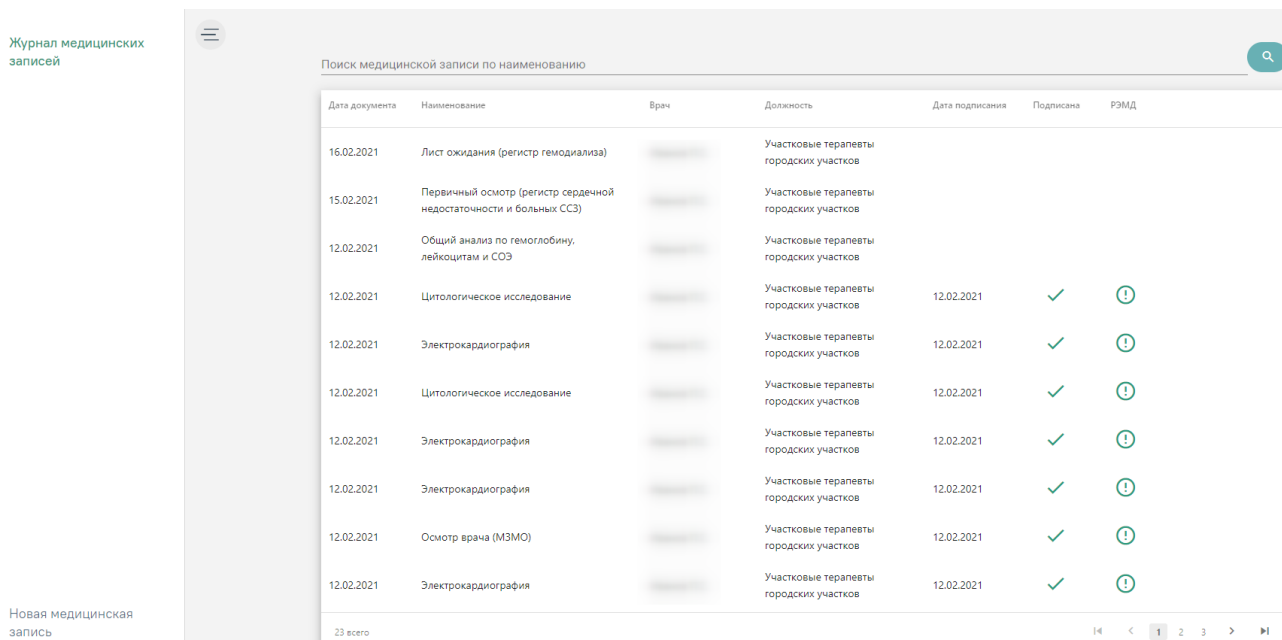 Журнал медицинских
записей
Поиск медицинской записи по наименованию
Дата документа Наименование Врач Должность Дата подписания Подписана РЭМД
16.02.2021 Лист ожидания (регистр гемодиализа) Участковые терапевты
городских участков
15.02.2021 Первичный осмотр (регистр сердечной
недостаточности и больных ССЗ) Участковые терапевты
городских участков
12.02.2021 Общий анализ по гемоглобину,
лейкоцитам и СОЭ Участковые терапевты
городских участков
12.02.2021 Цитологическое исследование Участковые терапевты
городских участков 12.02.2021
12.02.2021 Электрокардиография Участковые терапевты
городских участков 12.02.2021
12.02.2021 Цитологическое исследование Участковые терапевты
городских участков 12.02.2021
12.02.2021 Электрокардиография Участковые терапевты
городских участков 12.02.2021
12.02.2021 Электрокардиография Участковые терапевты
городских участков 12.02.2021
12.02.2021 Осмотр врача (МЗМО) Участковые терапевты
городских участков 12.02.2021
12.02.2021 Электрокардиография Участковые терапевты
городских участков 12.02.2021
23 всего 1 2 3
Новая медицинская
запись